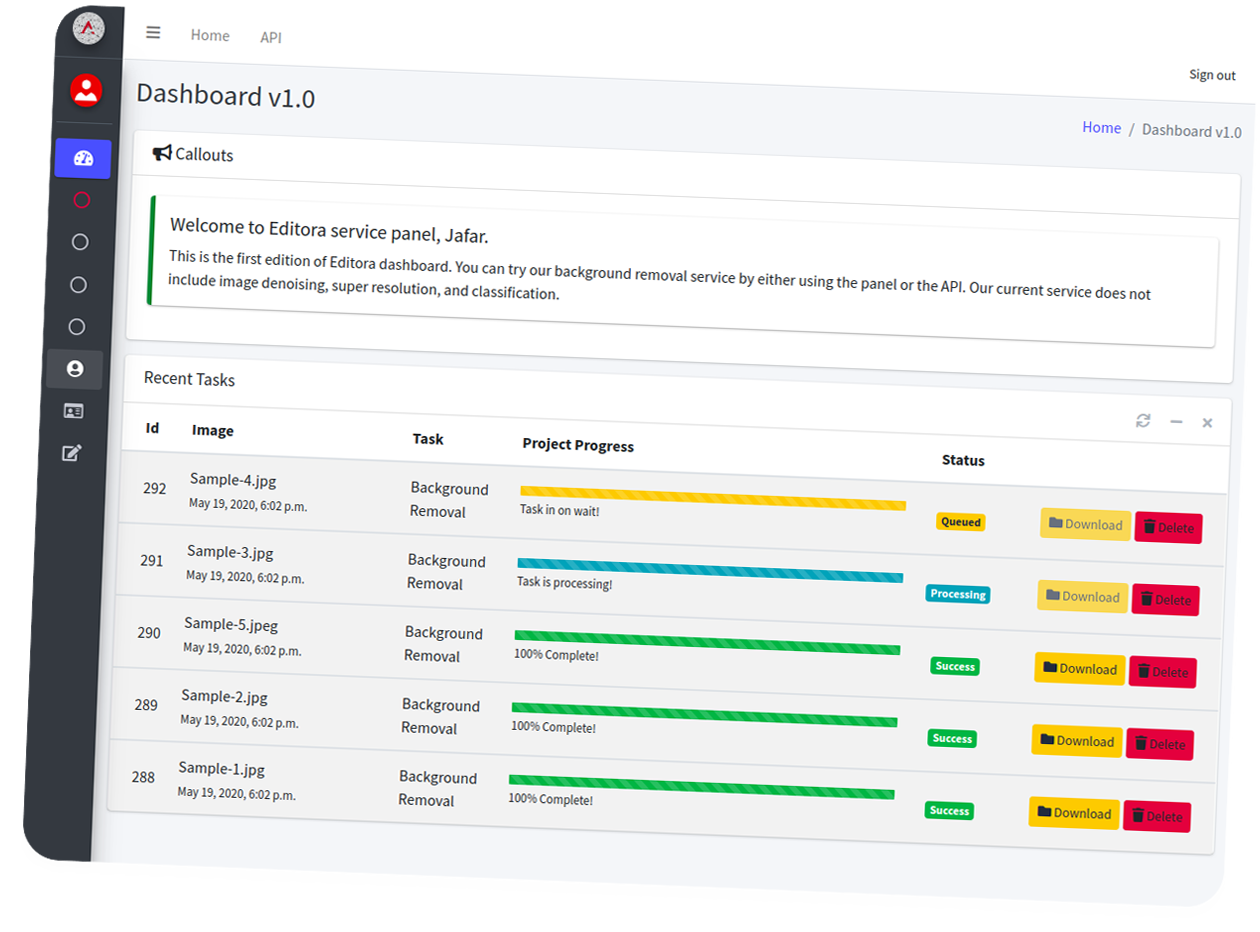 Home API
Sign out
Dashboard v1.0
Home / Dashboard v1.0
Callouts
Welcome to Editora service panel, Jafar.
This is the first edition of Editora dashboard. You can try our background removal service by either using the panel or the API. Our current service does not
include image denoising, super resolution, and classification.
Recent Tasks
Id Image Task Project Progress Status
292 Sample-4.jpg May 19, 2020, 6:02 p.m. Background Removal Task in on wait! Queued Download Delete
291 Sample-3.jpg May 19, 2020, 6:02 p.m. Background Removal Task is processing! Processing Download Delete
290 Sample-5.jpeg May 19, 2020, 6:02 p.m. Background Removal 100% Complete! Success Download Delete
289 Sample-2.jpg May 19, 2020, 6:02 p.m. Background Removal 100% Complete! Success Download Delete
288 Sample-1.jpg May 19, 2020, 6:02 p.m. Background Removal 100% Complete! Success Download Delete